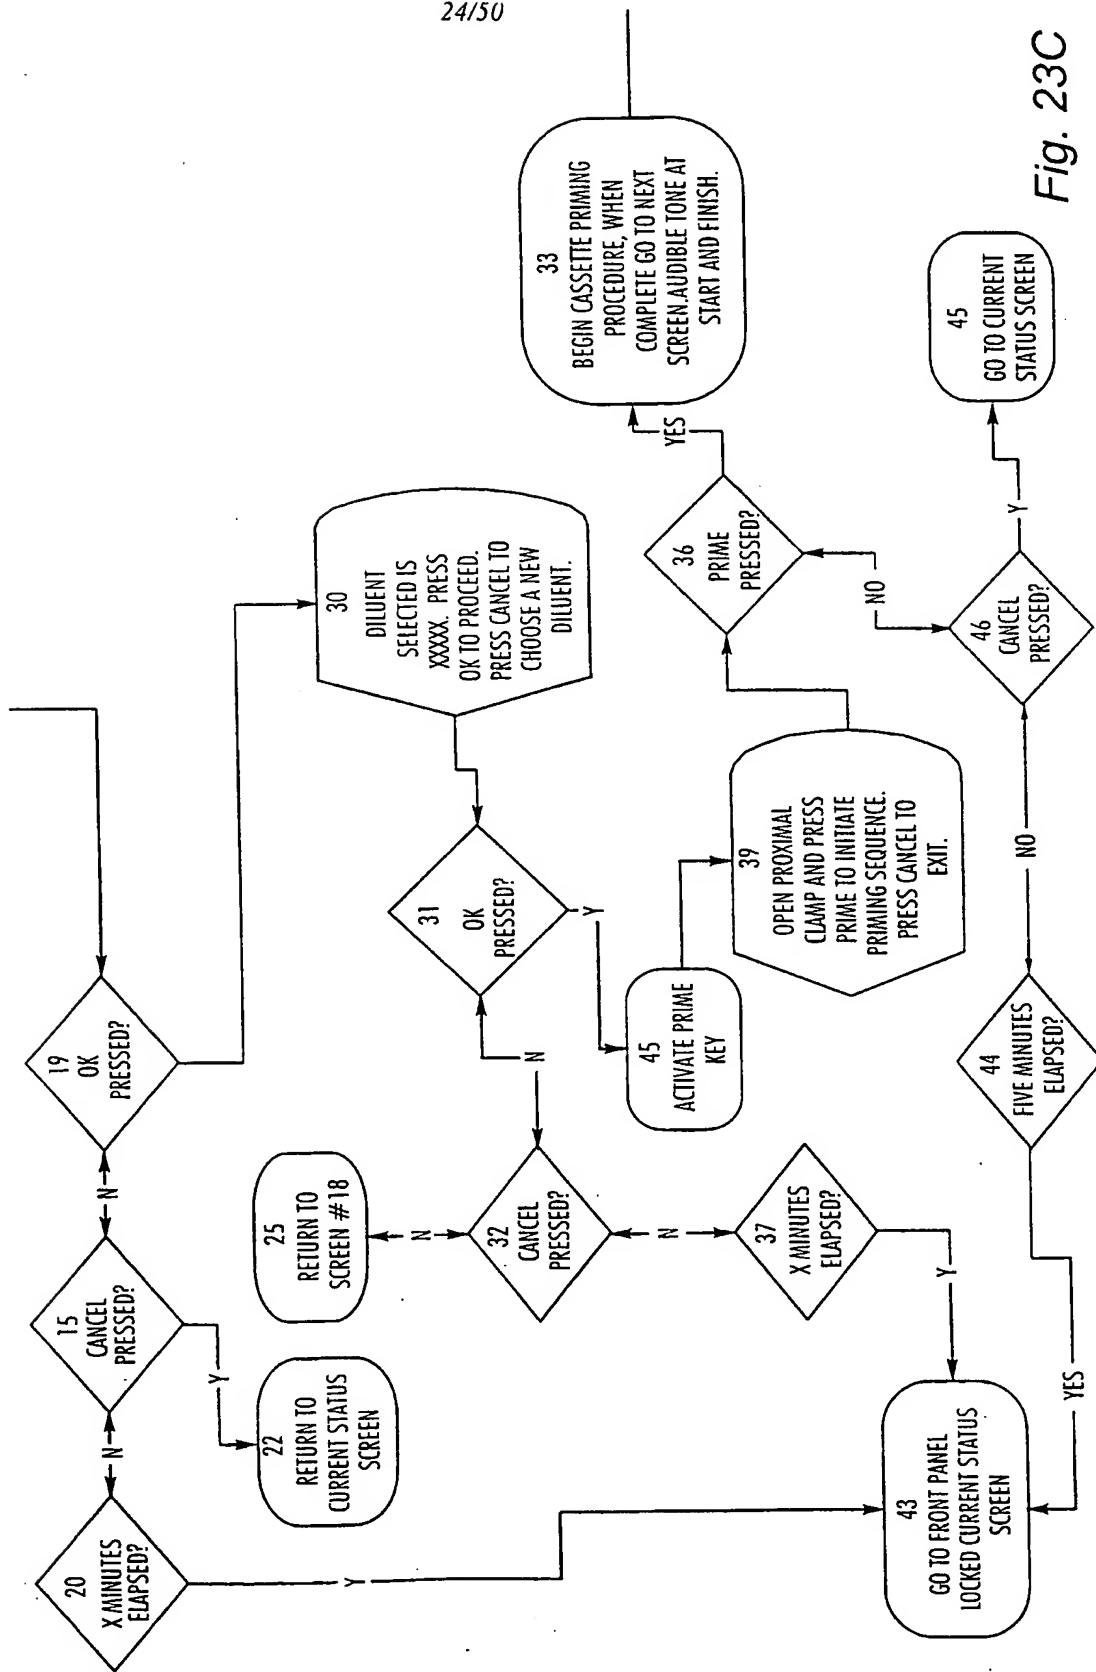 24/50
19
OK
PRESSED?
N
15
CANCEL
PRESSED?
N
20
X MINUTES
ELAPSED?
Y
22
RETURN TO
CURRENT STATUS
SCREEN
Y
30
DILUENT
SELECTED IS
XXXX. PRESS
OK TO PROCEED.
PRESS CANCEL TO
CHOOSE A NEW
DILUENT.
31
OK
PRESSED?
N
Y
25
RETURN TO
SCREEN #18
N
32
CANCEL
PRESSED?
N
37
X MINUTES
ELAPSED?
Y
45
ACTIVATE PRIME
KEY
39
OPEN PROXIMAL
CLAMP AND PRESS
PRIME TO INITIATE
PRIMING SEQUENCE.
PRESS CANCEL TO
EXIT.
36
PRIME
PRESSED?
YES
33
BEGIN CASSETTE PRIMING
PROCEDURE, WHEN
COMPLETE GO TO NEXT
SCREEN.AUDIBLE TONE AT
START AND FINISH.
NO
46
CANCEL
PRESSED?
Y
45
GO TO CURRENT
STATUS SCREEN
NO
44
FIVE MINUTES
ELAPSED?
YES
43
GO TO FRONT PANEL
LOCKED CURRENT STATUS
SCREEN
Fig. 23C